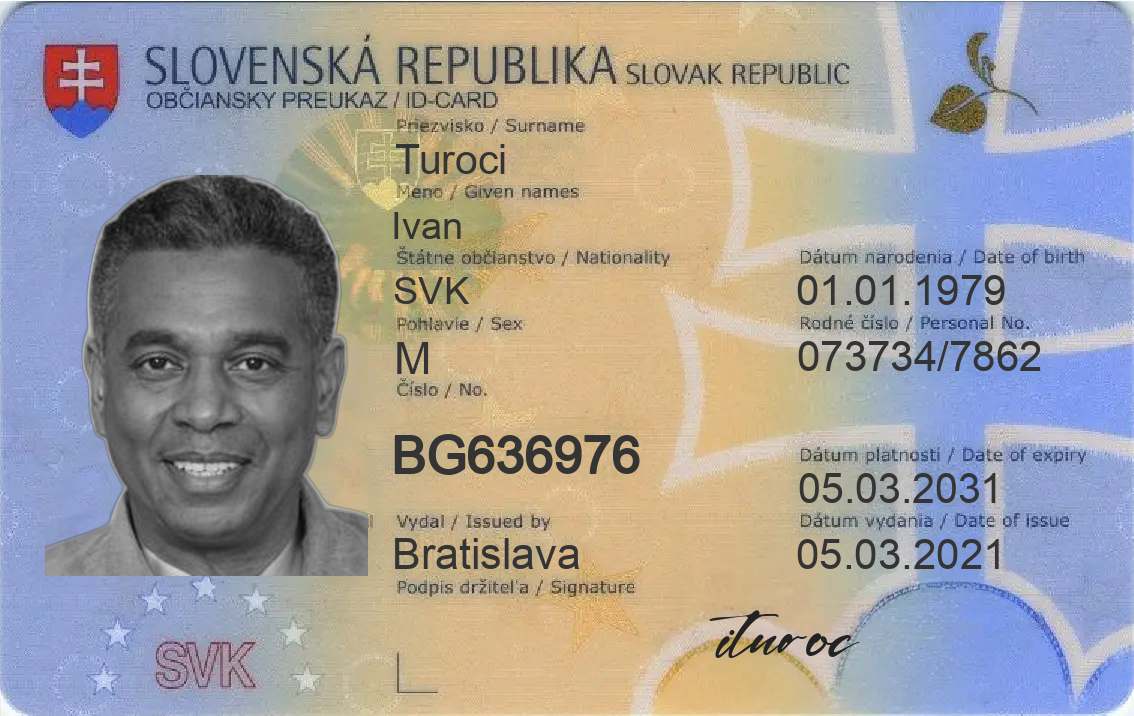 SLOVENSKÁ REPUBLIKA SLOVAK REPUBLIC
OBČIANSKY PREUKAZ / ID-CARD
Priezvisko / Surname
Turoci
Meno / Given names
Ivan
Štátne občianstvo / Nationality
SVK
Dátum narodenia / Date of birth
01.01.1979
Pohlavie / Sex
M
Rodné číslo / Personal No.
073734/7862
Číslo / No.
BG636976
Dátum platnosti / Date of expiry
05.03.2031
Vydal / Issued by
Bratislava
Dátum vydania / Date of issue
05.03.2021
Podpis držiteľa / Signature
ituroc
SVK